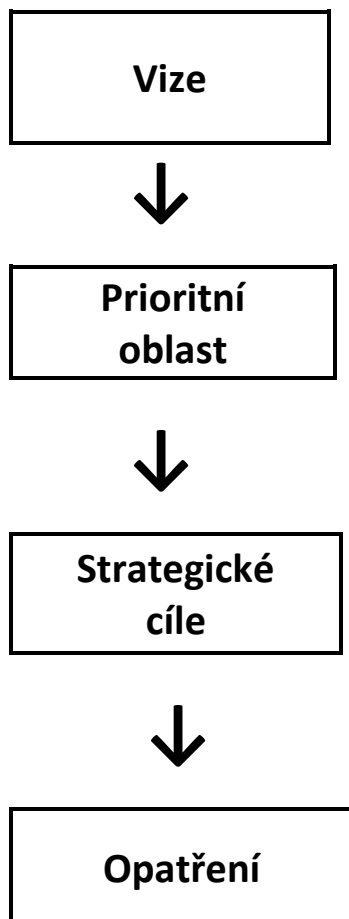 Vize
Prioritní
oblast
Strategické
cíle
Opatření